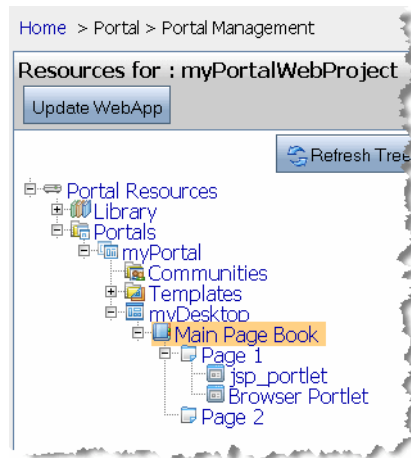 Home > Portal > Portal Management
Resources for : myPortalWebProject
Update WebApp
Refresh Tree
Portal Resources
Library
Portals
myPortal
Communities
Templates
myDesktop
Main Page Book
Page 1
jsp_portlet
Browser Portlet
Page 2